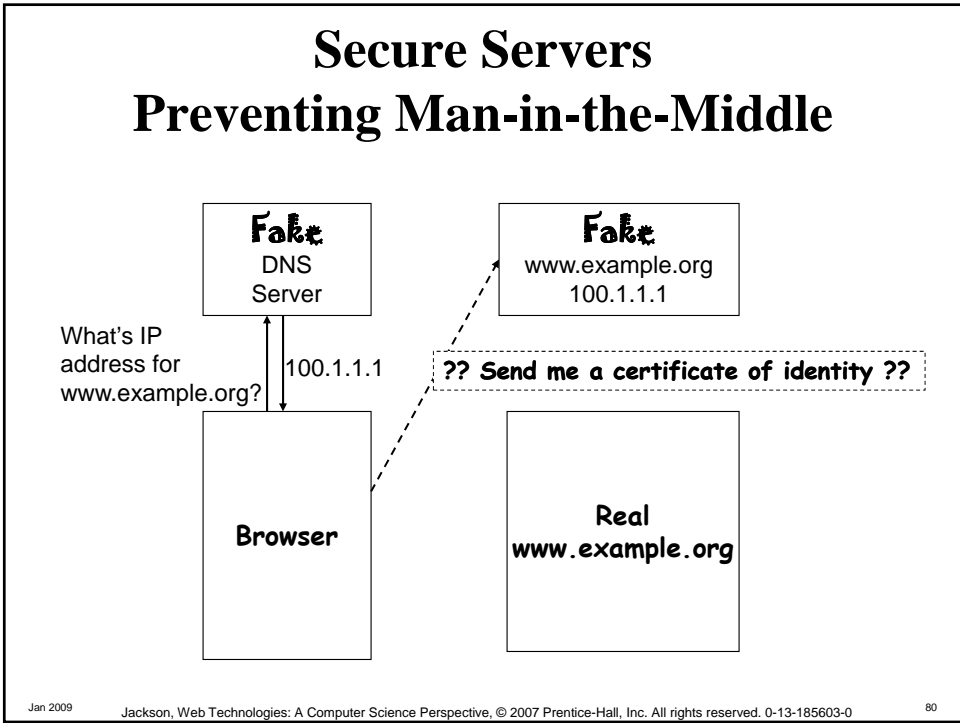 Secure Servers
Preventing Man-in-the-Middle
Fake
DNS
Server
Fake
www.example.org
100.1.1.1
What's IP
address for
www.example.org?
100.1.1.1
?? Send me a certificate of identity ??
Browser
Real
www.example.org
Jan 2009
Jackson, Web Technologies: A Computer Science Perspective, © 2007 Prentice-Hall, Inc. All rights reserved. 0-13-185603-0
80